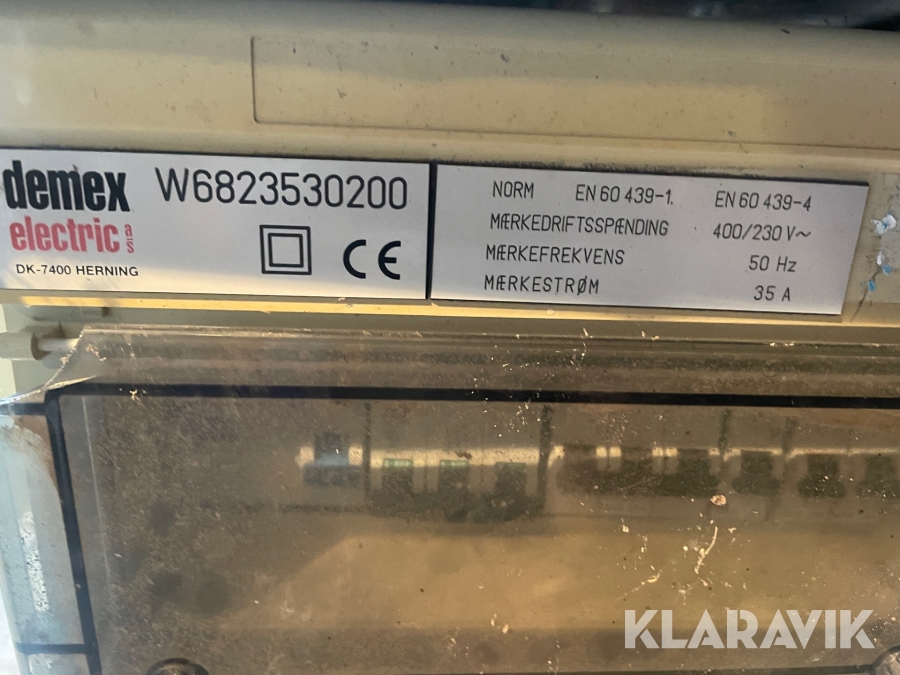 demex
electric a/s
DK-7400 HERNING
W6823530200
CE
NORM EN 60 439-1. EN 60 439-4
MÆRKEDRIFTSSPÆNDING 400/230 V~
MÆRKEFREKVENS 50 Hz
MÆRKESTRØM 35 A
KLARAVIK